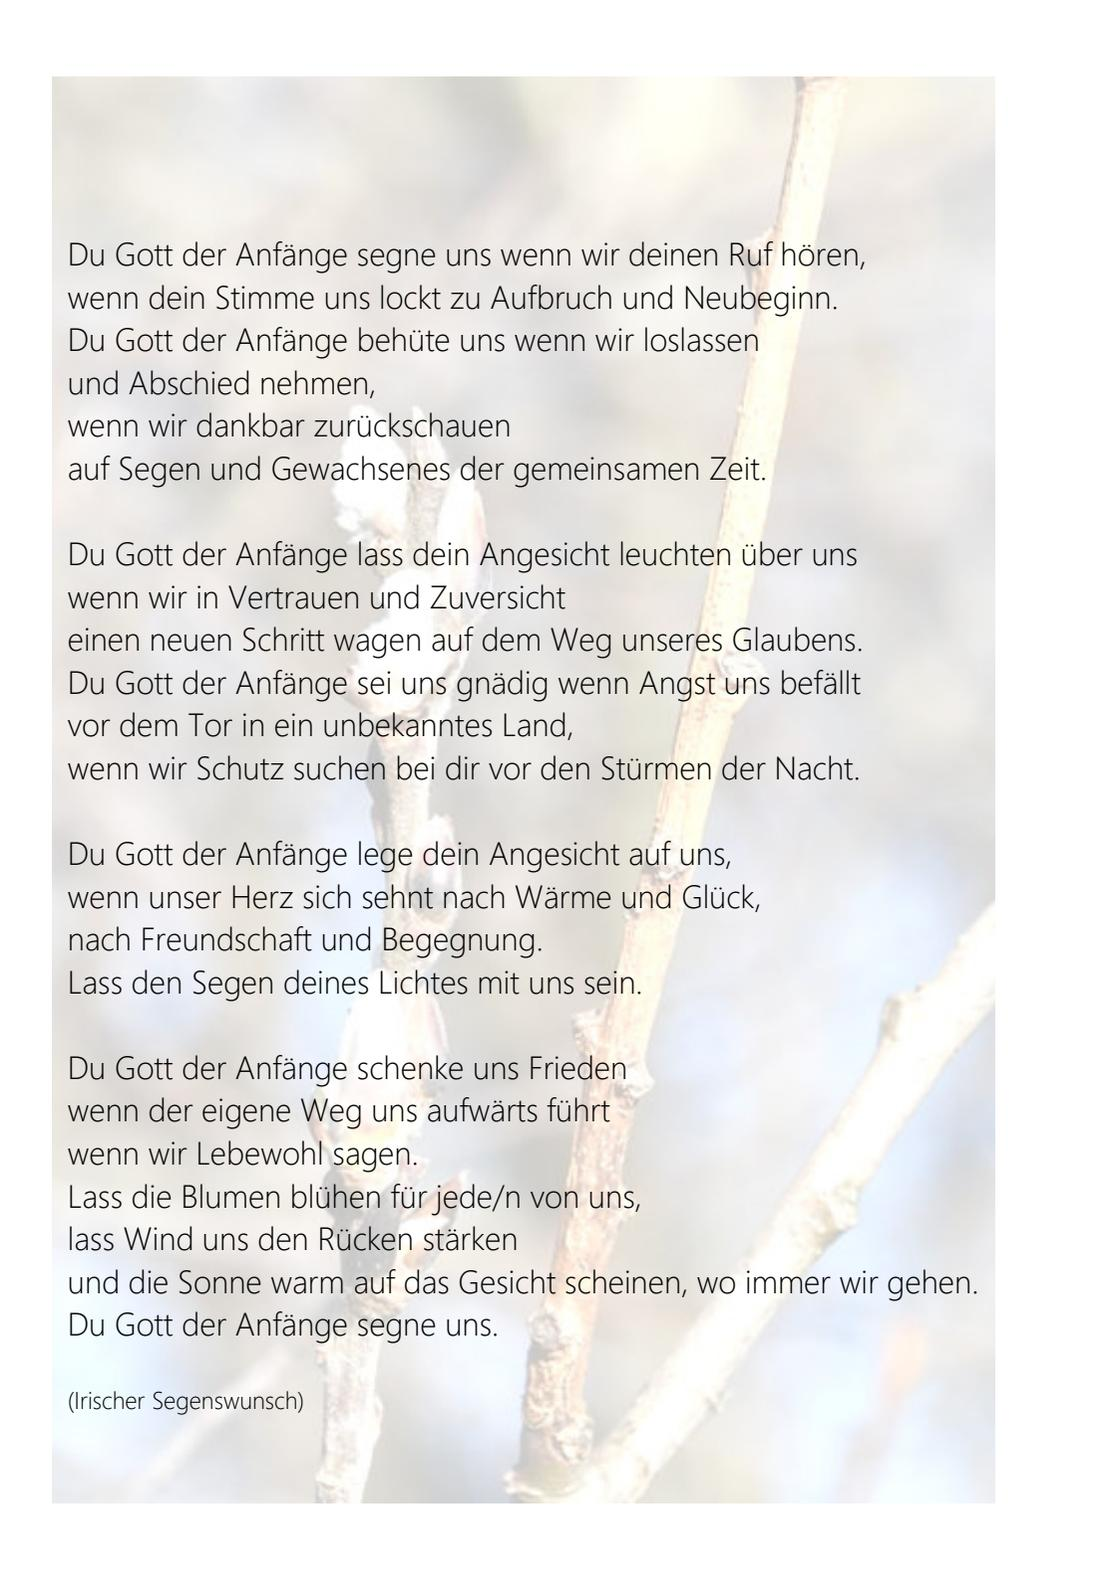 Du Gott der Anfänge segne uns wenn wir deinen Ruf hören,
wenn dein Stimme uns lockt zu Aufbruch und Neubeginn.
Du Gott der Anfänge behüte uns wenn wir loslassen
und Abschied nehmen,
wenn wir dankbar zurückschauen
auf Segen und Gewachsenes der gemeinsamen Zeit.

Du Gott der Anfänge lass dein Angesicht leuchten über uns
wenn wir in Vertrauen und Zuversicht
einen neuen Schritt wagen auf dem Weg unseres Glaubens.
Du Gott der Anfänge sei uns gnädig wenn Angst uns befällt
vor dem Tor in ein unbekanntes Land,
wenn wir Schutz suchen bei dir vor den Stürmen der Nacht.

Du Gott der Anfänge lege dein Angesicht auf uns,
wenn unser Herz sich sehnt nach Wärme und Glück,
nach Freundschaft und Begegnung.
Lass den Segen deines Lichtes mit uns sein.

Du Gott der Anfänge schenke uns Frieden
wenn der eigene Weg uns aufwärts führt
wenn wir Lebewohl sagen.
Lass die Blumen blühen für jede/n von uns,
lass Wind uns den Rücken stärken
und die Sonne warm auf das Gesicht scheinen, wo immer wir gehen.
Du Gott der Anfänge segne uns.

(Irischer Segenswunsch)